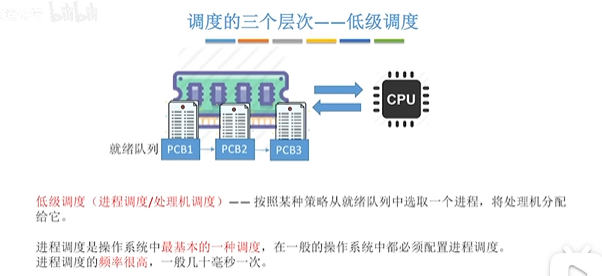 bilibili
调度的三个层次——低级调度
CPU
就绪队列 PCB1 PCB2 PCB3
低级调度（进程调度/处理机调度）—— 按照某种策略从就绪队列中选取一个进程，将处理机分配
给它。
进程调度是操作系统中最基本的一种调度，在一般的操作系统中都必须配置进程调度。
进程调度的频率很高，一般几十毫秒一次。